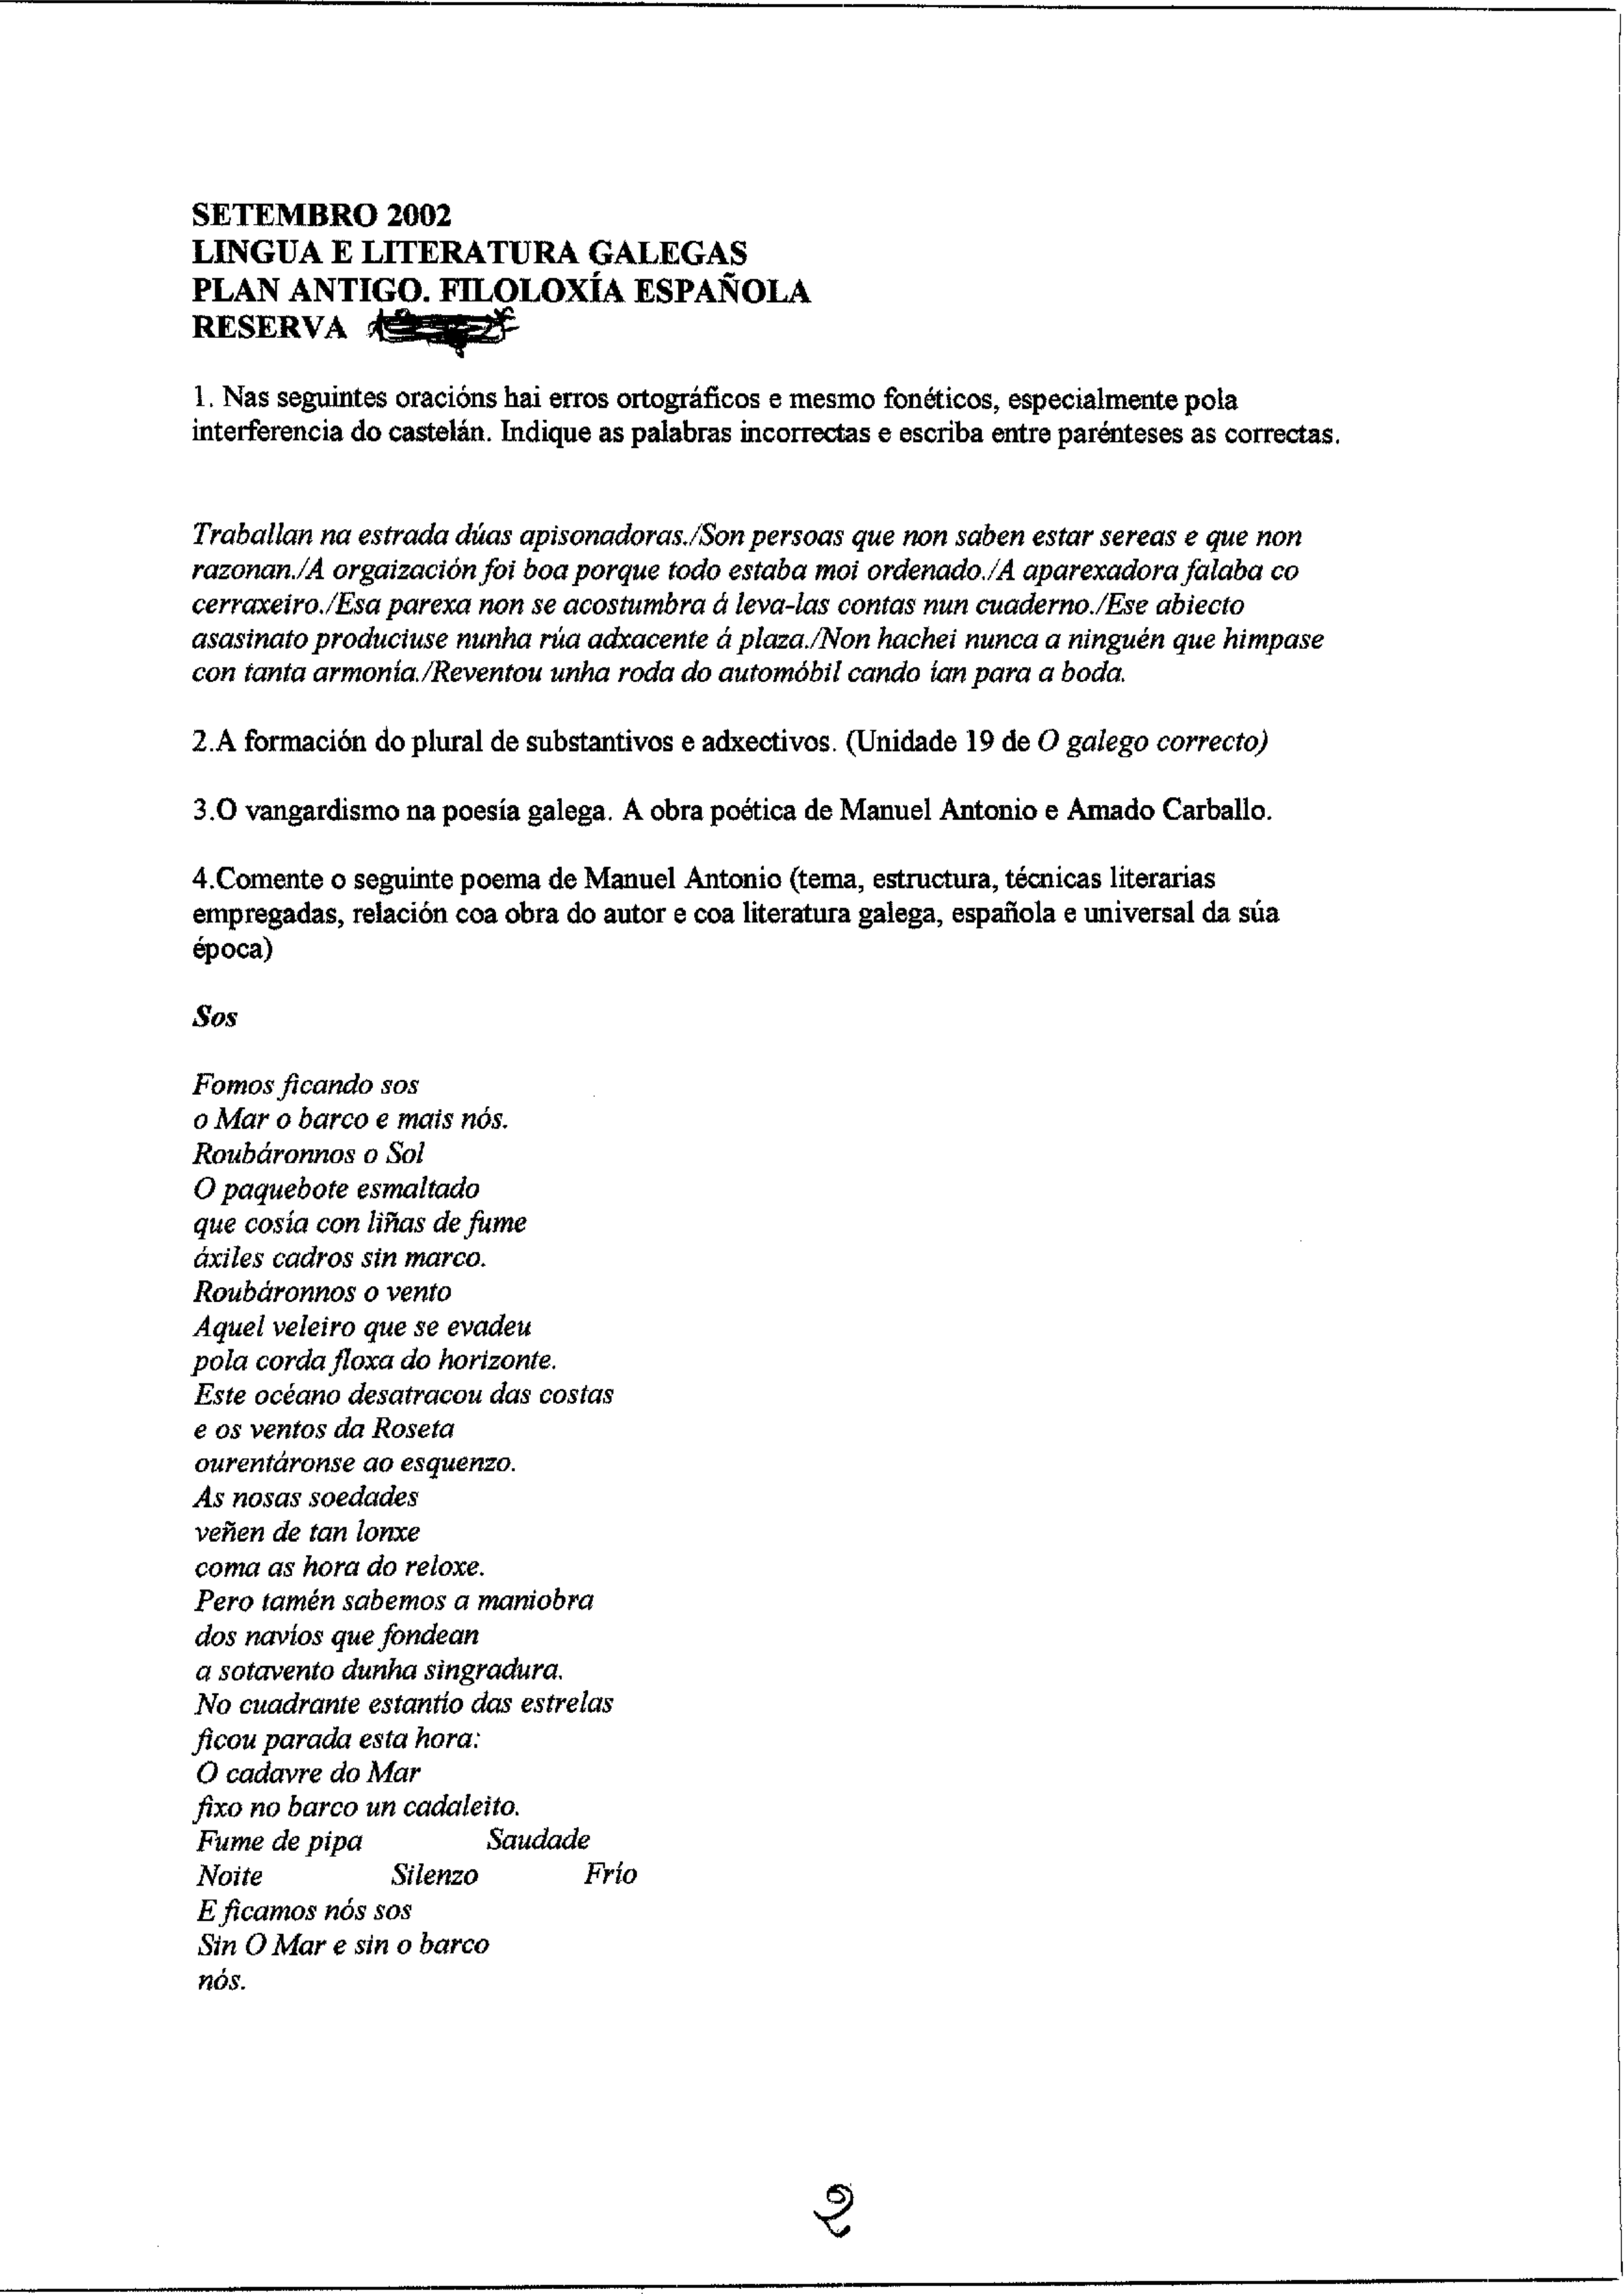 SETEMBRO 2002
LINGUA E LITERATURA GALEGAS
PLAN ANTIGO. FILOLOXÍA ESPAÑOLA
RESERVA
1. Nas seguintes oracións hai erros ortográficos e mesmo fonéticos, especialmente pola
interferencia do castelán. Indique as palabras incorrectas e escriba entre parénteses as correctas.
Traballan na estrada dúas apisonadoras./Son persoas que non saben estar sereas e que non
razonan./A orgaización foi boa porque todo estaba moi ordenado./A aparexadora falaba co
cerraxeiro./Esa parexa non se acostumbra á leva-las contas nun cuaderno./Ese abiecto
asasinato produciuse nunha rúa adxacente á plaza./Non hachei nunca a ninguén que himpase
con tanta armonía./Reventou unha roda do automóbil cando ían para a boda.
2.A formación do plural de substantivos e adxectivos. (Unidade 19 de O galego correcto)
3.O vangardismo na poesía galega. A obra poética de Manuel Antonio e Amado Carballo.
4.Comente o seguinte poema de Manuel Antonio (tema, estructura, técnicas literarias
empregadas, relación coa obra do autor e coa literatura galega, española e universal da súa
época)
Sos
Fomos ficando sos
o Mar o barco e mais nós.
Roubáronnos o Sol
O paquebote esmaltado
que cosía con liñas de fume
áxiles cadros sin marco.
Roubáronnos o vento
Aquel veleiro que se evadeu
pola corda floxa do horizonte.
Este océano desatracou das costas
e os ventos da Roseta
ourentáronse ao esquenzo.
As nosas soedades
veñen de tan lonxe
coma as hora do reloxe.
Pero tamén sabemos a maniobra
dos navíos que fondean
a sotavento dunha singradura.
No cuadrante estantío das estrelas
ficou parada esta hora:
O cadavre do Mar
fixo no barco un cadaleito.
Fume de pipa Saudade
Noite Silenzo Frío
E ficamos nós sos
Sin O Mar e sin o barco
nós.